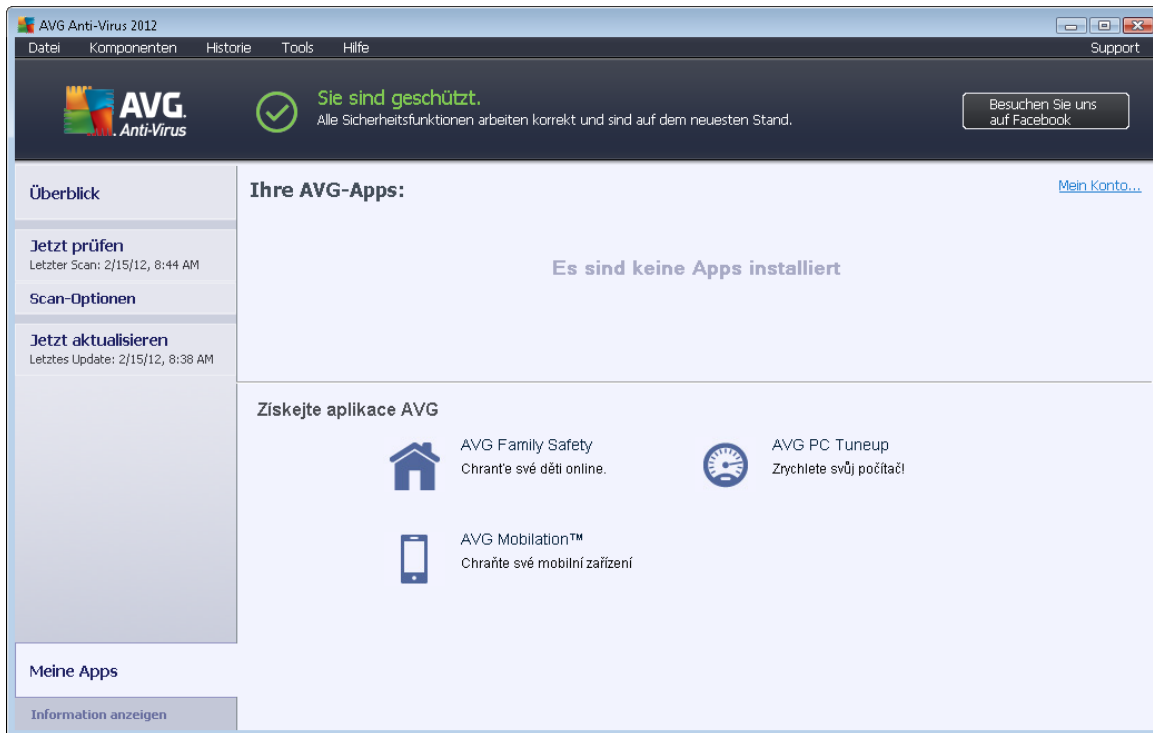 AVG Anti-Virus 2012
Datei Komponenten Historie Tools Hilfe Support
AVG.
Anti-Virus
Sie sind geschützt.
Alle Sicherheitsfunktionen arbeiten korrekt und sind auf dem neuesten Stand.
Besuchen Sie uns
auf Facebook
Überblick
Jetzt prüfen
Letzter Scan: 2/15/12, 8:44 AM
Scan-Optionen
Jetzt aktualisieren
Letztes Update: 2/15/12, 8:38 AM
Meine Apps
Information anzeigen
Ihre AVG-Apps:
Mein Konto...
Es sind keine Apps installiert
Získejte aplikace AVG
AVG Family Safety
Chranťe své děti online.
AVG PC Tuneup
Zrychlete svůj počítač!
AVG Mobilation™
Chraňte své mobilní zařízení